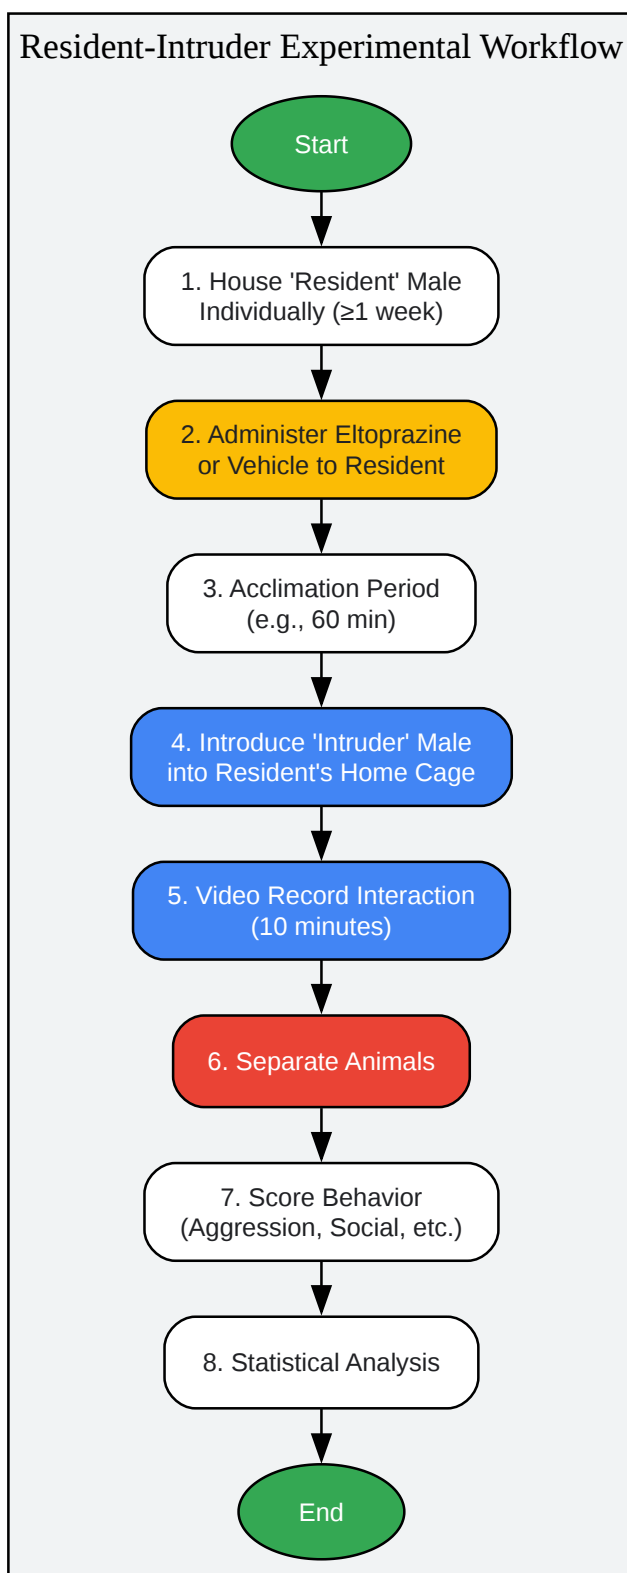 Resident-Intruder Experimental Workflow
Start
1. House 'Resident' Male
Individually (≥1 week)
2. Administer Eltoprazine
or Vehicle to Resident
3. Acclimation Period
(e.g., 60 min)
4. Introduce 'Intruder' Male
into Resident's Home Cage
5. Video Record Interaction
(10 minutes)
6. Separate Animals
7. Score Behavior
(Aggression, Social, etc.)
8. Statistical Analysis
End